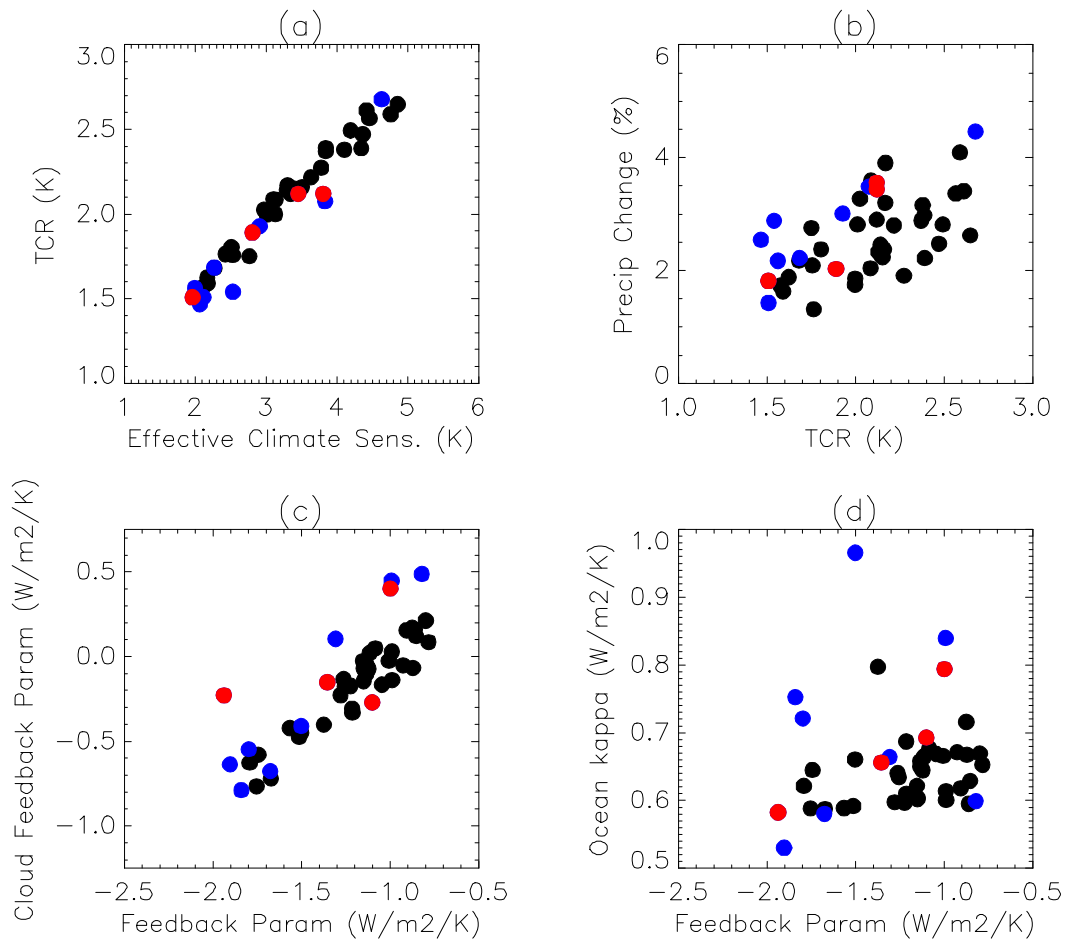 (a)
3.0
2.5
2.0
1.5
1.0
TCR (K)
1 2 3 4 5 6
Effective Climate Sens. (K)
(b)
6
4
2
0
Precip Change (%)
1.0 1.5 2.0 2.5 3.0
TCR (K)
(c)
0.5
0.0
−0.5
−1.0
Cloud Feedback Param (W/m2/K)
−2.5 −2.0 −1.5 −1.0 −0.5
Feedback Param (W/m2/K)
(d)
1.0
0.9
0.8
0.7
0.6
0.5
Ocean kappa (W/m2/K)
−2.5 −2.0 −1.5 −1.0 −0.5
Feedback Param (W/m2/K)